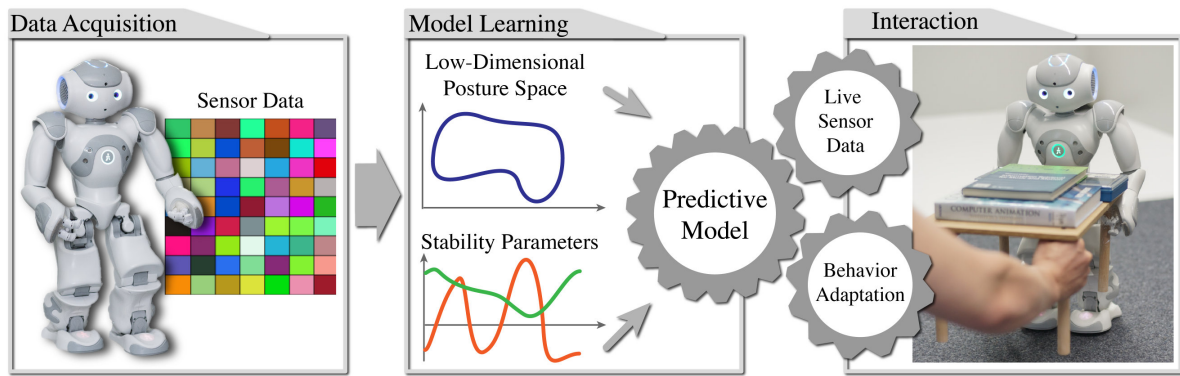 Data Acquisition
Sensor Data
Model Learning
Low-Dimensional
Posture Space
Stability Parameters
Predictive
Model
Interaction
Live
Sensor
Data
Behavior
Adaptation
COMPUTER ANIMATION